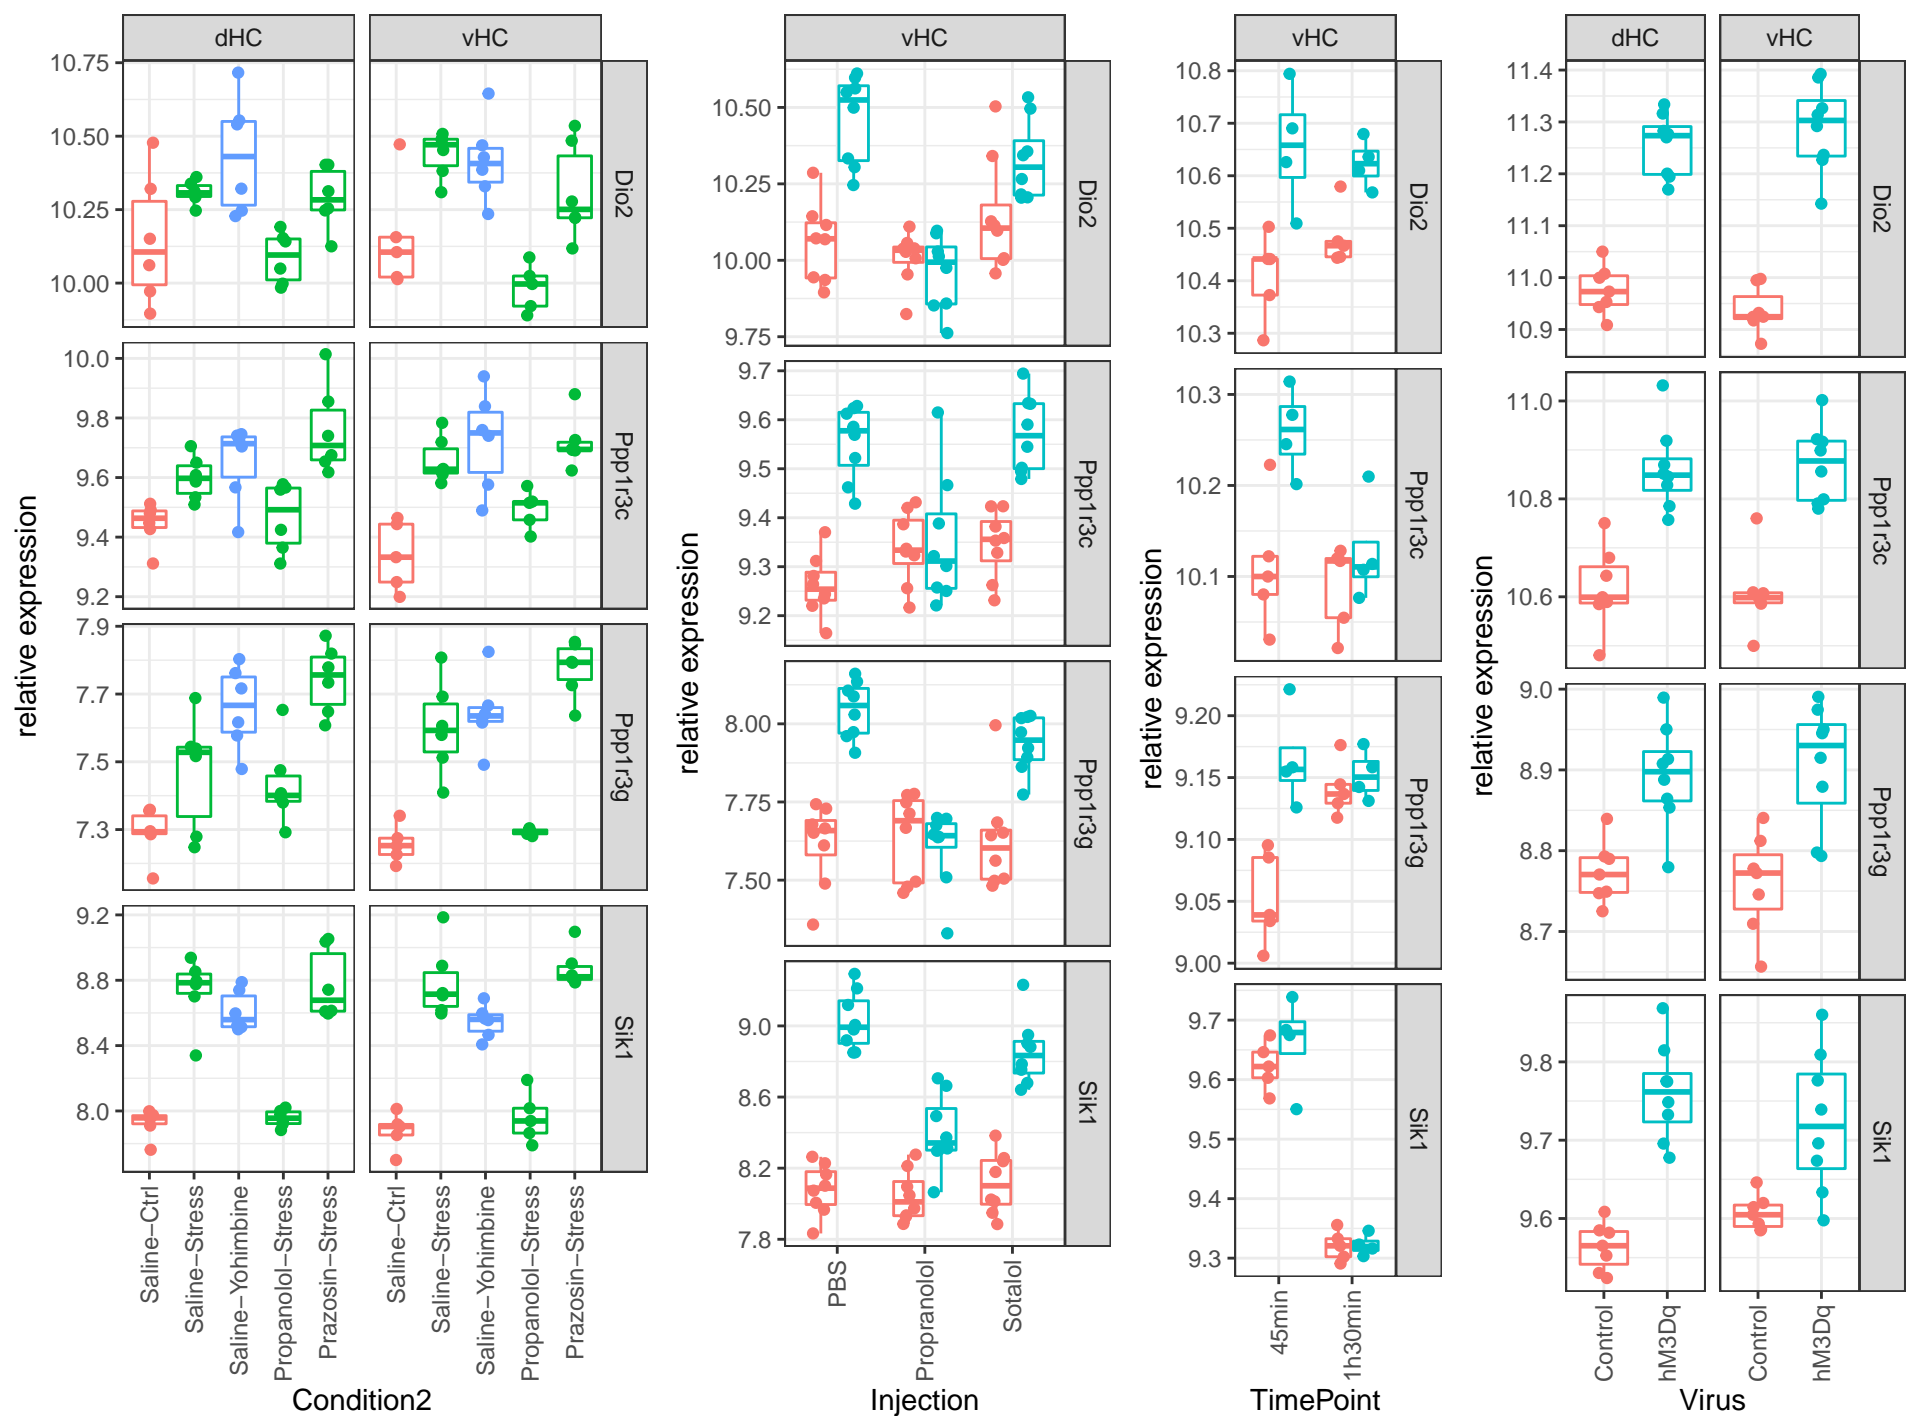 dHC
vHC
10.75
10.50
10.25
10.00
Dio2
10.0
9.8
9.6
9.4
9.2
Ppp1r3c
7.9
7.7
7.5
7.3
Ppp1r3g
9.2
8.8
8.4
8.0
Sik1
relative expression
Saline−Ctrl
Saline−Stress
Saline−Yohimbine
Propanolol−Stress
Prazosin−Stress
Saline−Ctrl
Saline−Stress
Saline−Yohimbine
Propanolol−Stress
Prazosin−Stress
Condition2
vHC
10.50
10.25
10.00
9.75
Dio2
9.7
9.6
9.5
9.4
9.3
9.2
Ppp1r3c
8.00
7.75
7.50
Ppp1r3g
9.0
8.6
8.2
7.8
Sik1
relative expression
PBS
Propranolol
Sotalol
Injection
vHC
10.8
10.7
10.6
10.5
10.4
10.3
Dio2
10.3
10.2
10.1
Ppp1r3c
9.20
9.15
9.10
9.05
9.00
Ppp1r3g
9.7
9.6
9.5
9.4
9.3
Sik1
relative expression
45min
1h30min
TimePoint
dHC
vHC
11.4
11.3
11.2
11.1
11.0
10.9
Dio2
11.0
10.8
10.6
Ppp1r3c
9.0
8.9
8.8
8.7
Ppp1r3g
9.8
9.7
9.6
Sik1
relative expression
Control
hM3Dq
Control
hM3Dq
Virus